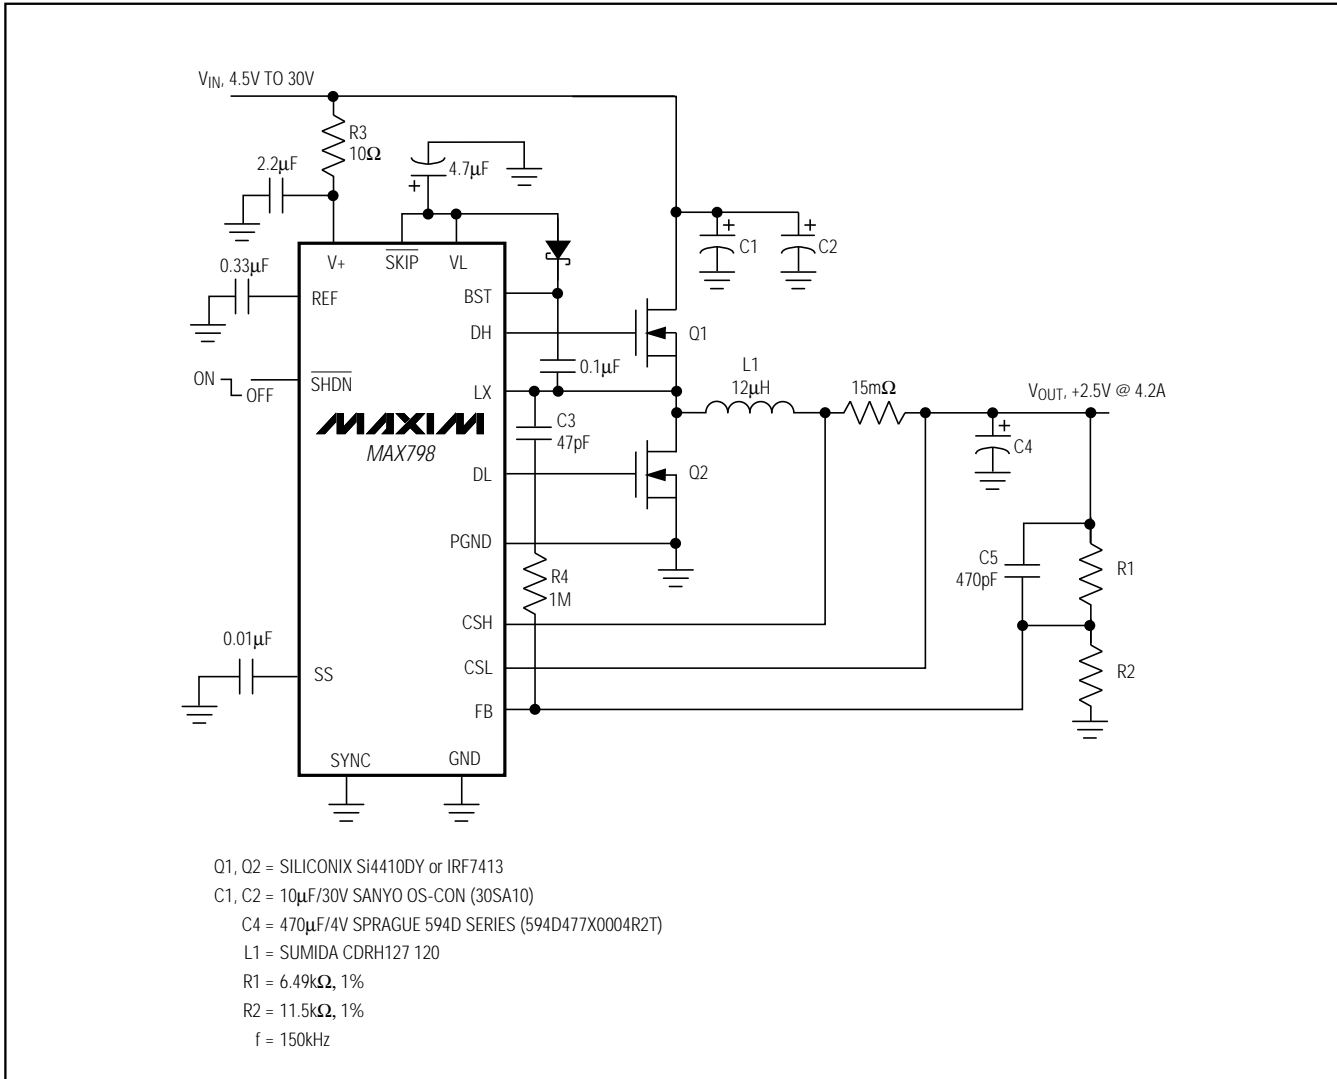 VIN, 4.5V TO 30V
R3
10Ω
2.2µF
4.7µF
+
+
C1
+
C2
V+
SKIP
VL
0.33µF
REF
BST
DH
Q1
0.1µF
ON
OFF
SHDN
LX
L1
12µH
15mΩ
VOUT, +2.5V @ 4.2A
MAXIM
MAX798
C3
47pF
+
C4
DL
Q2
PGND
R4
1M
C5
470pF
R1
CSH
0.01µF
SS
CSL
R2
FB
SYNC
GND
Q1, Q2 = SILICONIX Si4410DY or IRF7413
C1, C2 = 10µF/30V SANYO OS-CON (30SA10)
C4 = 470µF/4V SPRAGUE 594D SERIES (594D477X0004R2T)
L1 = SUMIDA CDRH127 120
R1 = 6.49kΩ, 1%
R2 = 11.5kΩ, 1%
f = 150kHz